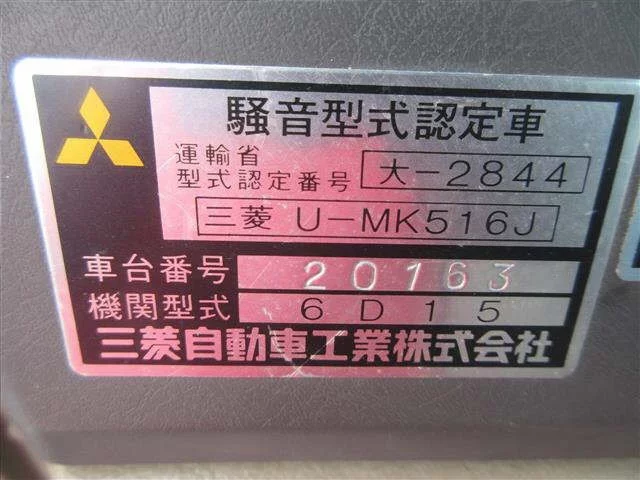 騒音型式認定車
運輸省
型式認定番号 大-2844
三菱 U-MK516J
車台番号 20163
機関型式 6D15
三菱自動車工業株式会社